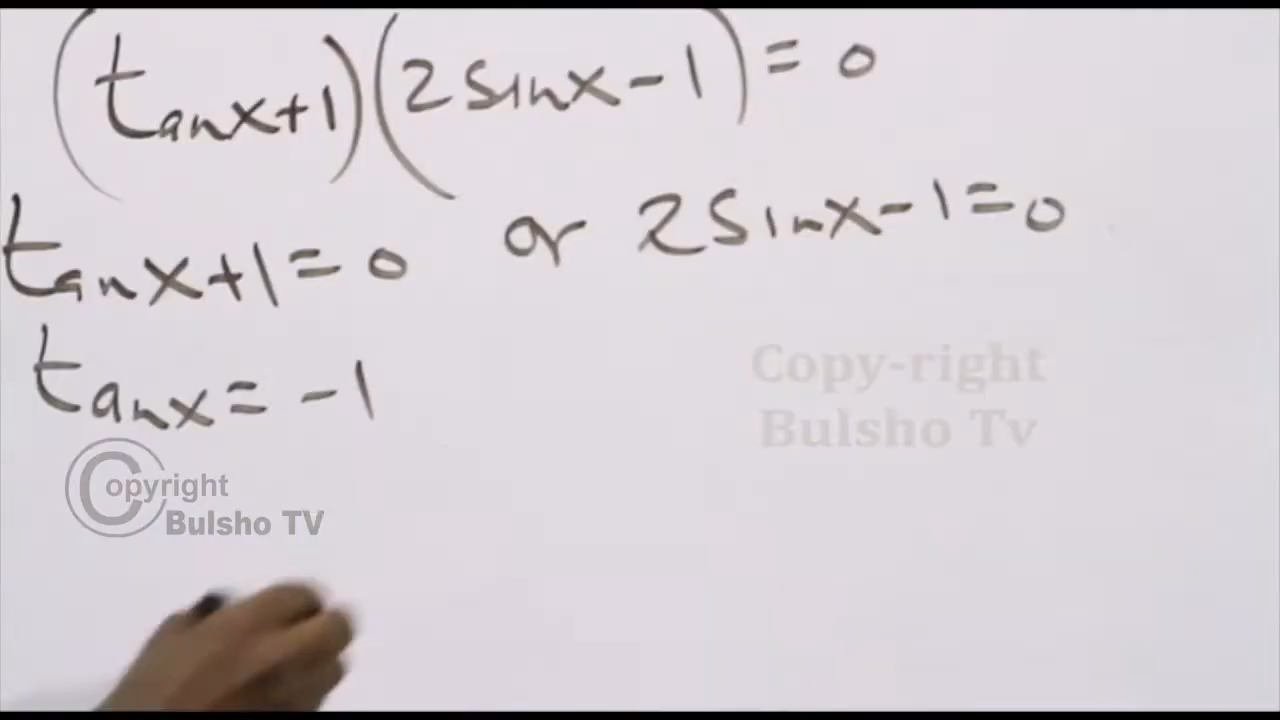 (tanx+1)(2sinx-1)=0
tanx+1=0 or 2sinx-1=0
tanx=-1
Copy-right
Bulsho Tv
Copyright
Bulsho TV